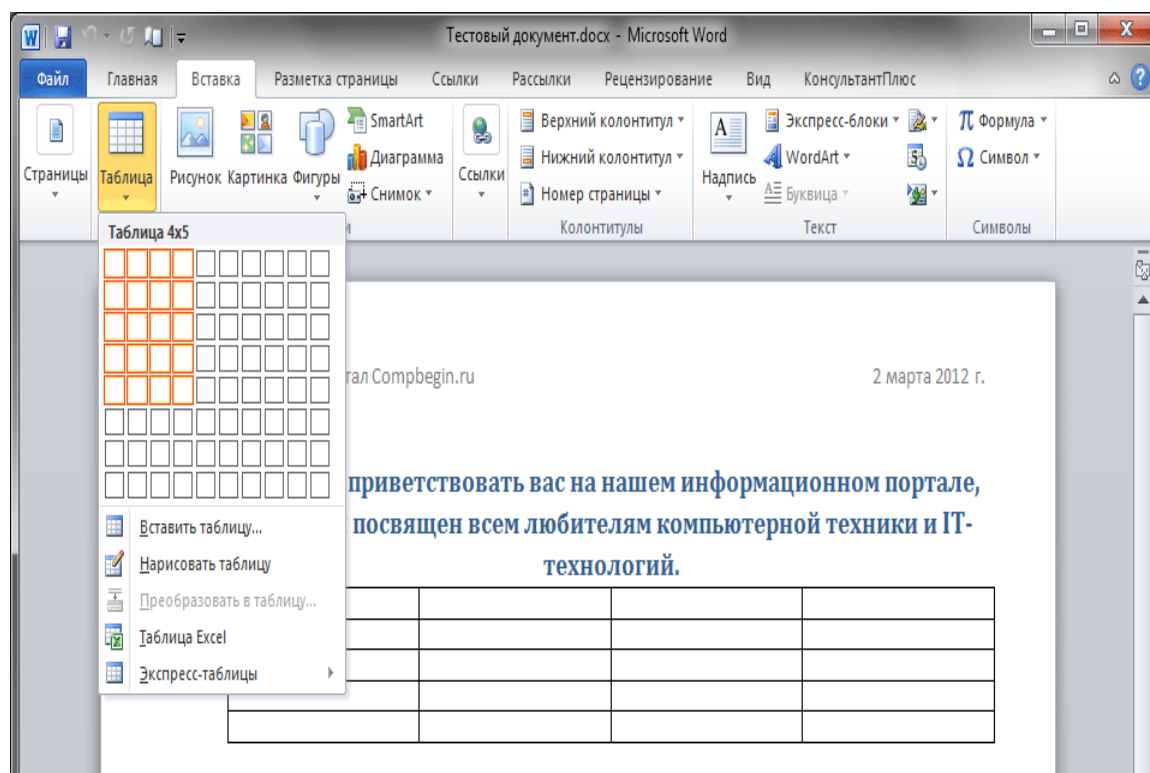 Тестовый документ.docx - Microsoft Word
Файл Главная Вставка Разметка страницы Ссылки Рассылки Рецензирование Вид КонсультантПлюс
Страницы Таблица Рисунок Картинка Фигуры SmartArt Диаграмма Снимок Ссылки Верхний колонтитул Нижний колонтитул Номер страницы Надпись Экспресс-блоки WordArt Буквица Формула Символ
Колонтитулы Текст Символы
Таблица 4x5
Вставить таблицу...
Нарисовать таблицу
Преобразовать в таблицу...
Таблица Excel
Экспресс-таблицы
Compbegin.ru 2 марта 2012 г.
приветствовать вас на нашем информационном портале,
посвящен всем любителям компьютерной техники и IT-
технологий.